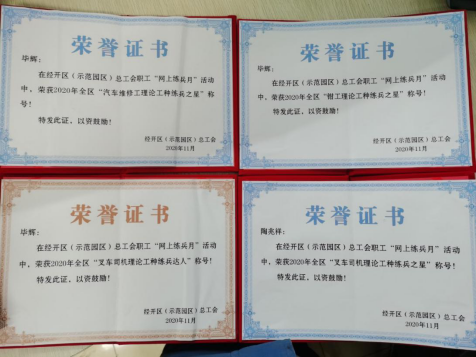 荣誉证书
毕辉：
在经开区（示范园区）总工会职工“网上练兵月”活动
中，荣获2020年全区“汽车维修工理论工种练兵之星”称
号！
特发此证，以资鼓励！
经开区（示范园区）总工会
2020年11月
荣誉证书
毕辉：
在经开区（示范园区）总工会职工“网上练兵月”活动
中，荣获2020年全区“钳工理论工种练兵之星”称号！
特发此证，以资鼓励！
经开区（示范园区）总工会
2020年11月
荣誉证书
毕辉：
在经开区（示范园区）总工会职工“网上练兵月”活动
中，荣获2020年全区“叉车司机理论工种练兵达人”称号！
特发此证，以资鼓励！
经开区（示范园区）总工会
2020年11月
荣誉证书
陶兆祥：
在经开区（示范园区）总工会职工“网上练兵月”活动
中，荣获2020年全区“叉车司机理论工种练兵之星”称号！
特发此证，以资鼓励！
经开区（示范园区）总工会
2020年11月